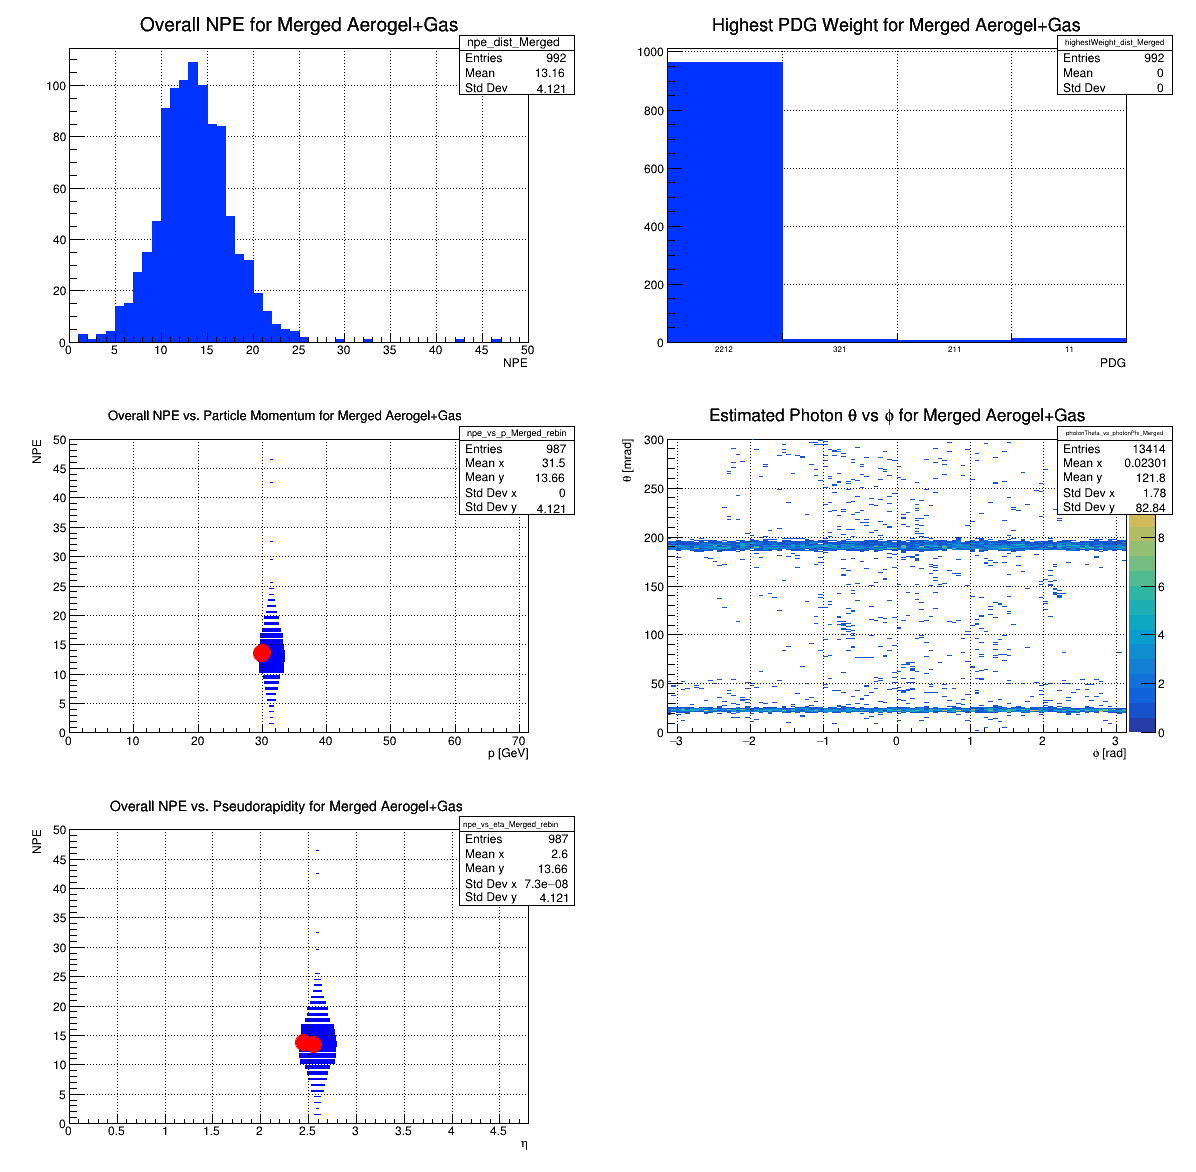 Overall NPE for Merged Aerogel+Gas
npe_dist_Merged
Entries 992
Mean 13.16
Std Dev 4.121
100
80
60
40
20
0
0 5 10 15 20 25 30 35 40 45 50
NPE
Highest PDG Weight for Merged Aerogel+Gas
highestWeight_dist_Merged
Entries 992
Mean 0
Std Dev 0
1000
800
600
400
200
0
2212 321 211 11
PDG
Overall NPE vs. Particle Momentum for Merged Aerogel+Gas
npe_vs_p_Merged_rebin
Entries 987
Mean x 31.5
Mean y 13.66
Std Dev x 0
Std Dev y 4.121
NPE
50
45
40
35
30
25
20
15
10
5
0
0 10 20 30 40 50 60 70
p [GeV]
Estimated Photon θ vs ϕ for Merged Aerogel+Gas
photonTheta_vs_photonPhi_Merged
Entries 13414
Mean x 0.02301
Mean y 121.8
Std Dev x 1.78
Std Dev y 82.84
θ [mrad]
300
250
200
150
100
50
0
−3 −2 −1 0 1 2 3
ϕ [rad]
8
6
4
2
0
Overall NPE vs. Pseudorapidity for Merged Aerogel+Gas
npe_vs_eta_Merged_rebin
Entries 987
Mean x 2.6
Mean y 13.66
Std Dev x 7.3e−08
Std Dev y 4.121
NPE
50
45
40
35
30
25
20
15
10
5
0
0 0.5 1 1.5 2 2.5 3 3.5 4 4.5
η